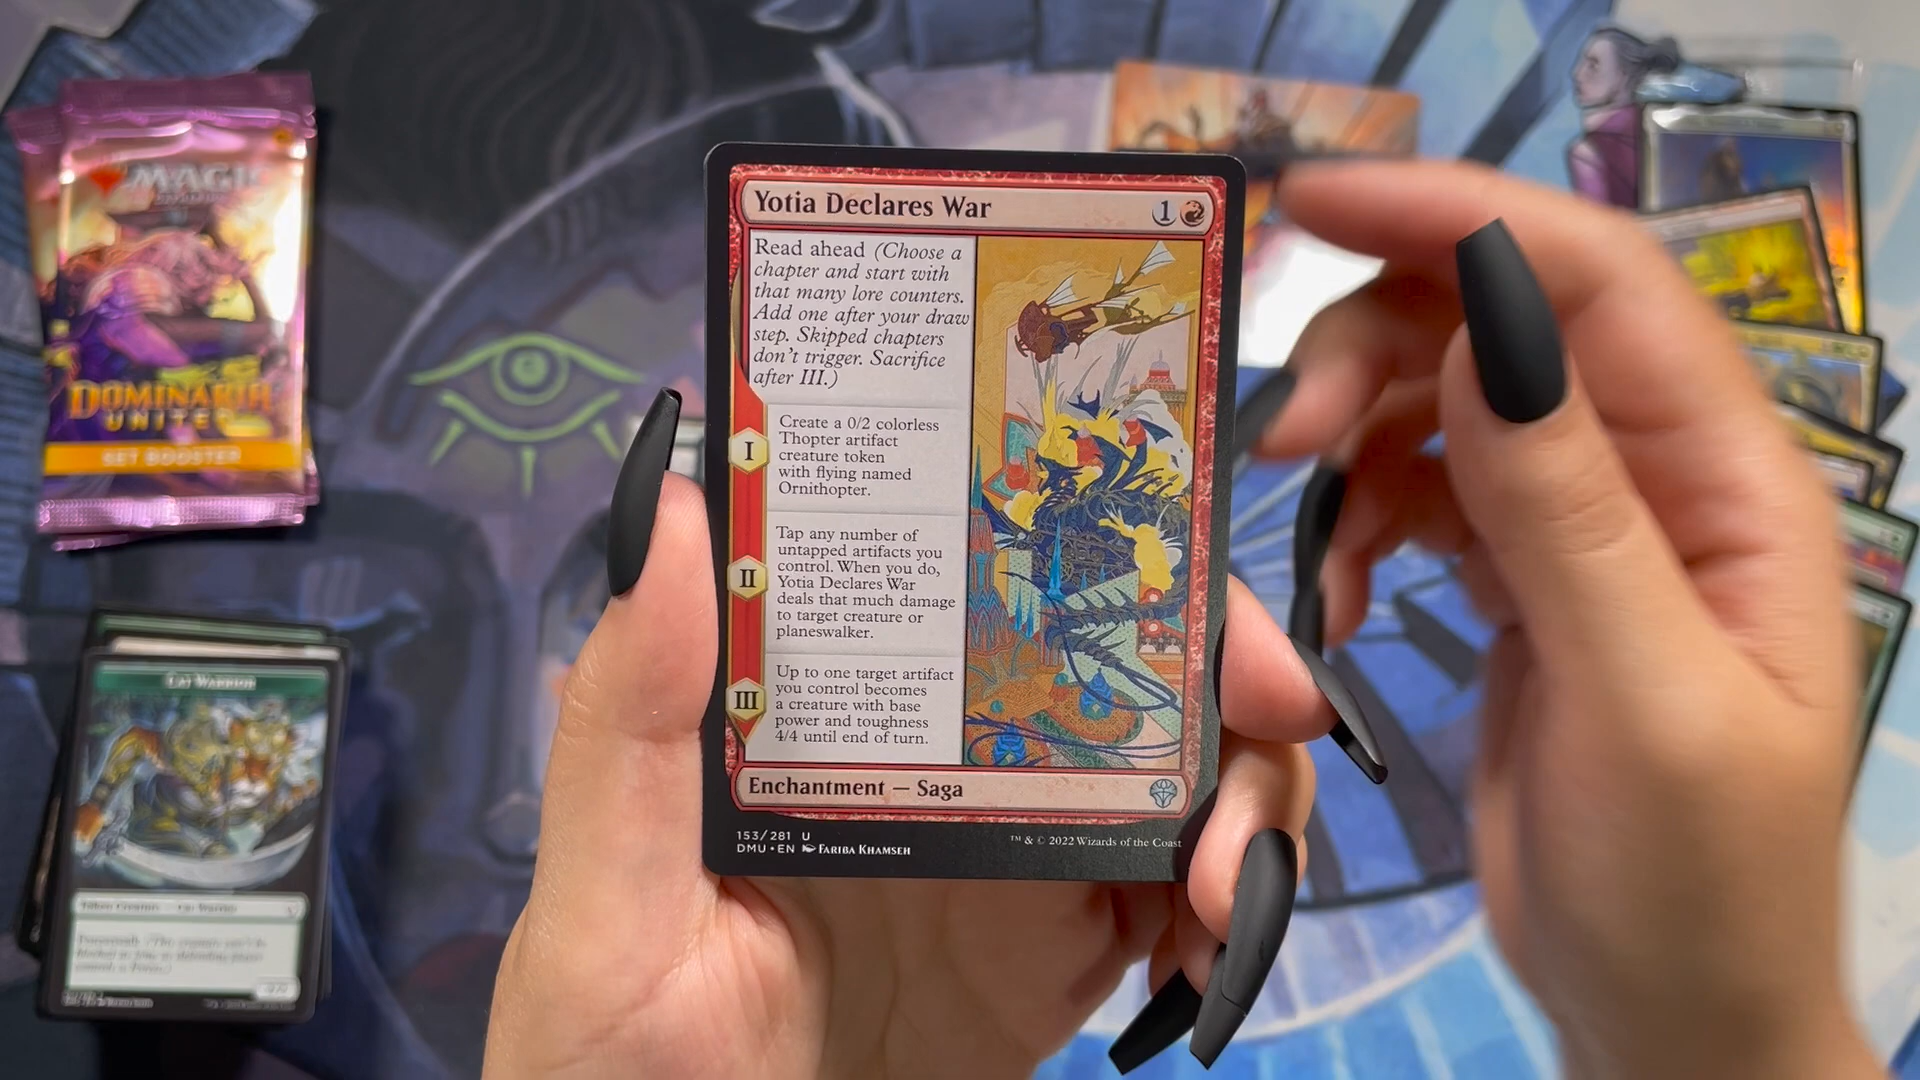 MAGIC
DOMINARIA
UNITED
SET BOOSTER
Yotia Declares War
1
Read ahead (Choose a
chapter and start with
that many lore counters.
Add one after your draw
step. Skipped chapters
don't trigger. Sacrifice
after III.)
I
Create a 0/2 colorless
Thopter artifact
creature token
with flying named
Ornithopter.
II
Tap any number of
untapped artifacts you
control. When you do,
Yotia Declares War
deals that much damage
to target creature or
planeswalker.
III
Up to one target artifact
you control becomes
a creature with base
power and toughness
4/4 until end of turn.
Enchantment — Saga
153/281 U
DMU • EN Fariba Khamseh
™ & © 2022 Wizards of the Coast
Cat Warrior
Token Creature — Cat Warrior